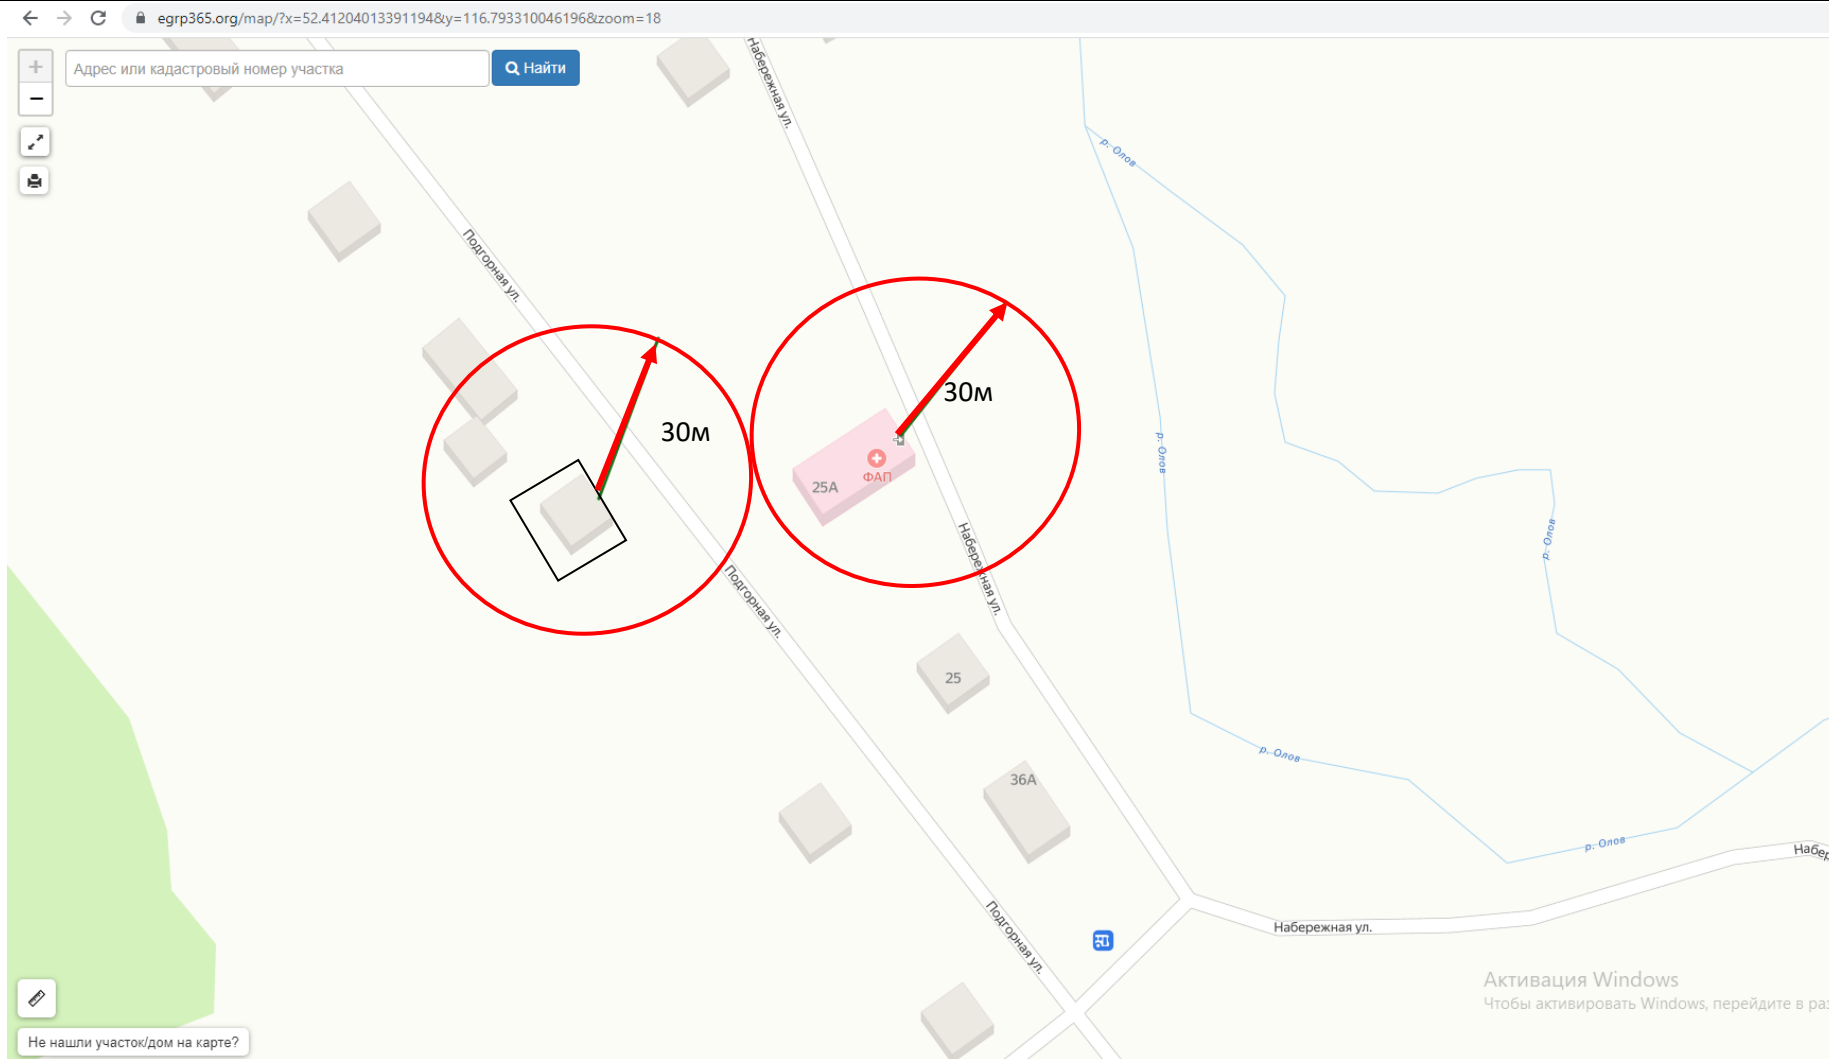 egrp365.org/map/?x=52.41204013391194&y=116.793310046196&zoom=18
Адрес или кадастровый номер участка
Найти
Набережная ул.
р. Олов
Подгорная ул.
30м
30м
р. Олов
ФАП
25А
Набережная ул.
р. Олов
Подгорная ул.
25
р. Олов
36А
р. Олов
Подгорная ул.
Набережная ул.
Активация Windows
Чтобы активировать Windows, перейдите в
Не нашли участок/дом на карте?